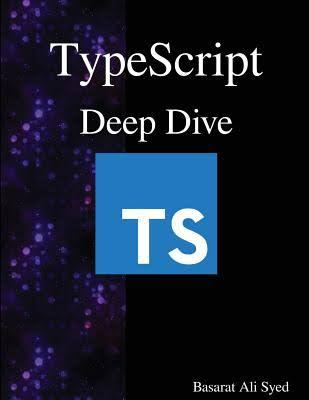 TypeScript
Deep Dive
TS
Basarat Ali Syed